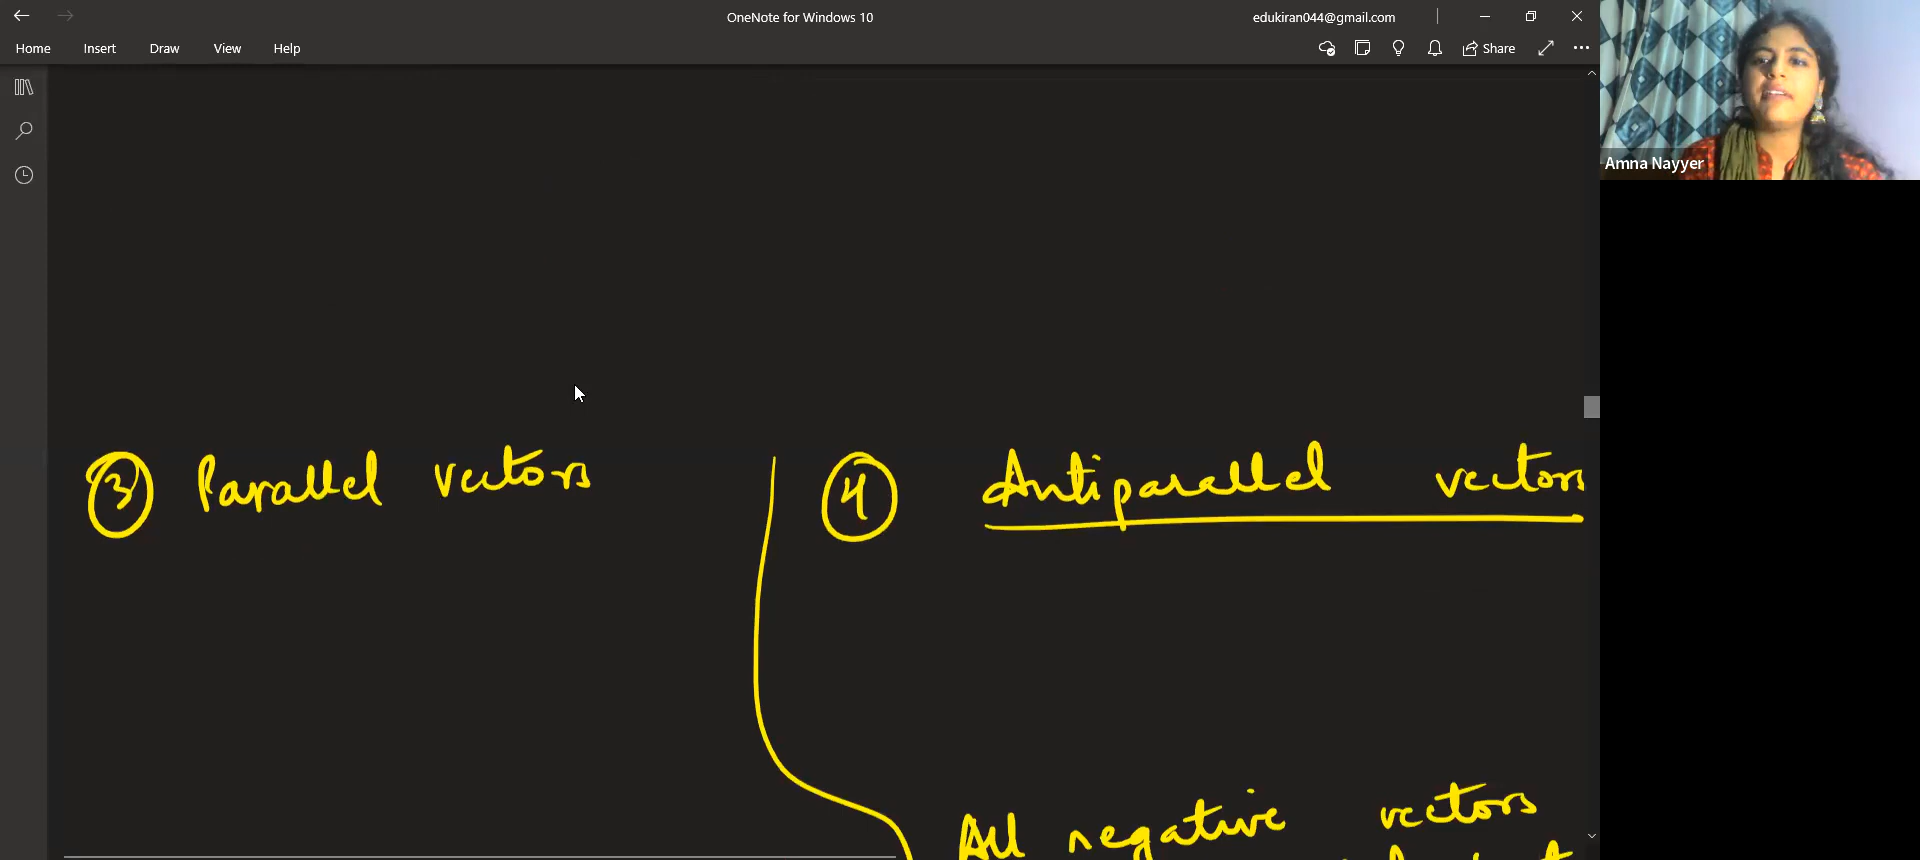 OneNote for Windows 10
edukiran044@gmail.com
Home Insert Draw View Help
Share
Amna Nayyer
3 Parallel vectors
4 Antiparallel vectors
All negative vectors